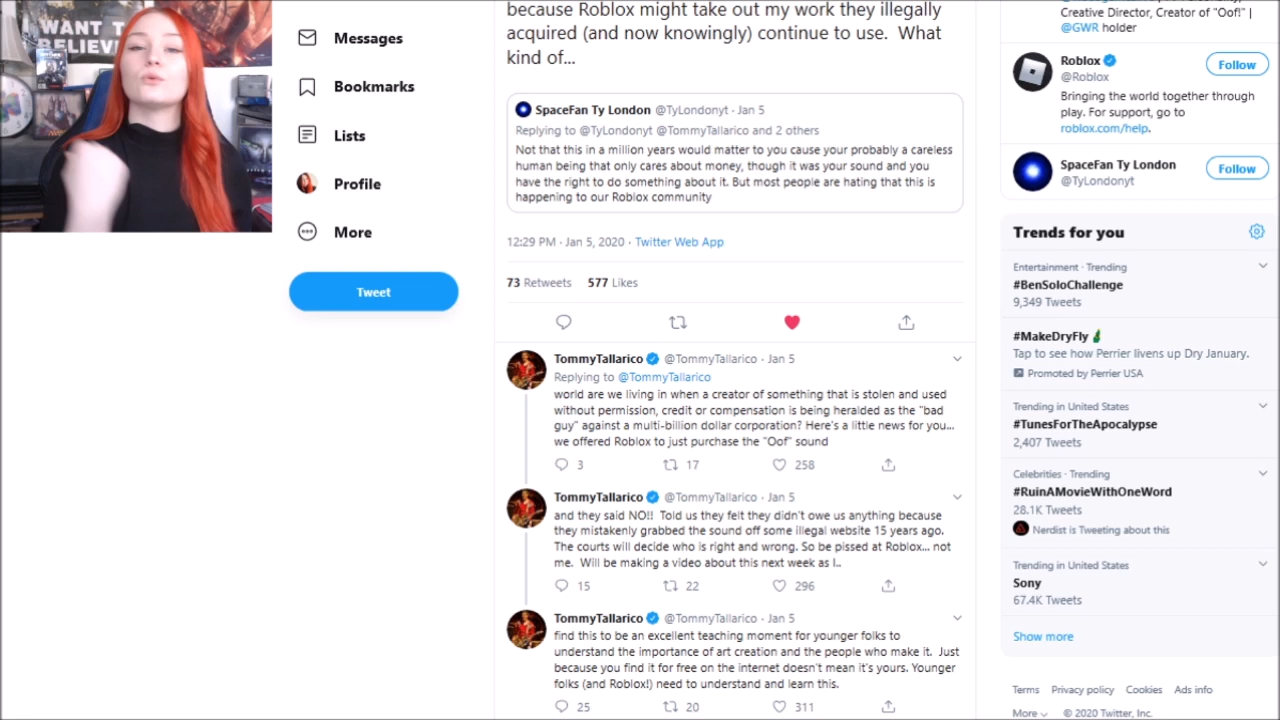 WANT T
BELIEV
Messages
Bookmarks
Lists
Profile
More
Tweet
because Roblox might take out my work they illegally
acquired (and now knowingly) continue to use. What
kind of...
SpaceFan Ty London @TyLondonyt · Jan 5
Replying to @TyLondonyt @TommyTallarico and 2 others
Not that this in a million years would matter to you cause your probably a careless
human being that only cares about money, though it was your sound and you
have the right to do something about it. But most people are hating that this is
happening to our Roblox community
12:29 PM · Jan 5, 2020 · Twitter Web App
73 Retweets 577 Likes
TommyTallarico @TommyTallarico · Jan 5
Replying to @TommyTallarico
world are we living in when a creator of something that is stolen and used
without permission, credit or compensation is being heralded as the "bad
guy" against a multi-billion dollar corporation? Here's a little news for you...
we offered Roblox to just purchase the "Oof" sound
3 17 258
TommyTallarico @TommyTallarico · Jan 5
and they said NO!! Told us they felt they didn't owe us anything because
they mistakenly grabbed the sound off some illegal website 15 years ago.
The courts will decide who is right and wrong. So be pissed at Roblox... not
me. Will be making a video about this next week as I..
15 22 296
TommyTallarico @TommyTallarico · Jan 5
find this to be an excellent teaching moment for younger folks to
understand the importance of art creation and the people who make it. Just
because you find it for free on the internet doesn't mean it's yours. Younger
folks (and Roblox!) need to understand and learn this.
25 20 311
Creative Director, Creator of "Oof!" |
@GWR holder
Roblox
@Roblox
Follow
Bringing the world together through
play. For support, go to
roblox.com/help.
SpaceFan Ty London
@TyLondonyt
Follow
Trends for you
Entertainment · Trending
#BenSoloChallenge
9,349 Tweets
#MakeDryFly
Tap to see how Perrier livens up Dry January.
Promoted by Perrier USA
Trending in United States
#TunesForTheApocalypse
2,407 Tweets
Celebrities · Trending
#RuinAMovieWithOneWord
28.1K Tweets
Nerdist is Tweeting about this
Trending in United States
Sony
67.4K Tweets
Show more
Terms Privacy policy Cookies Ads info
More © 2020 Twitter, Inc.